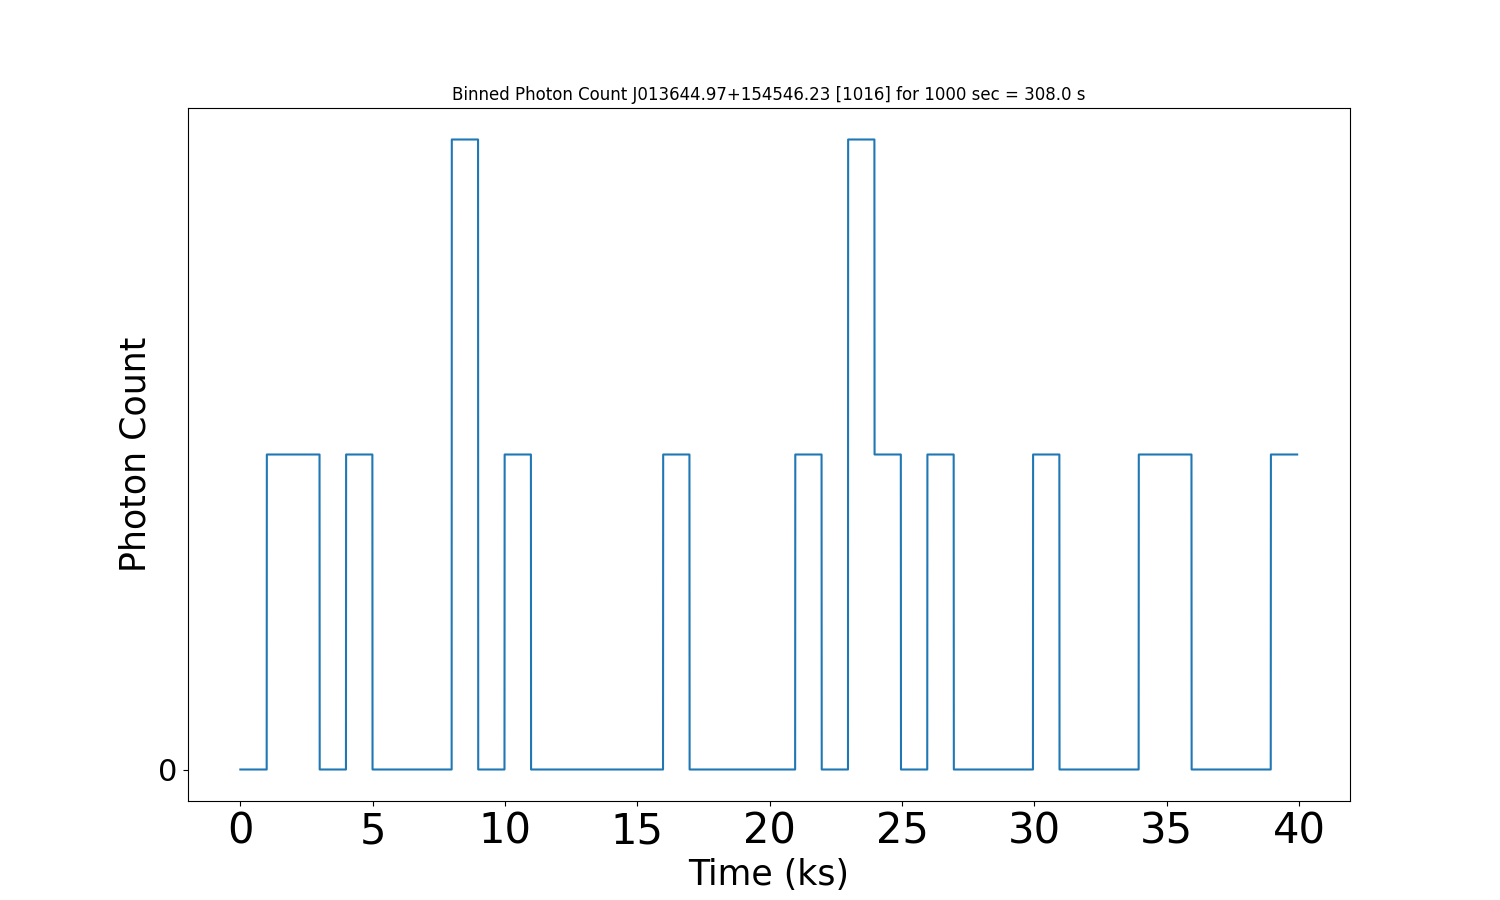 Binned Photon Count J013644.97+154546.23 [1016] for 1000 sec = 308.0 s
Photon Count
0
0 5 10 15 20 25 30 35 40
Time (ks)